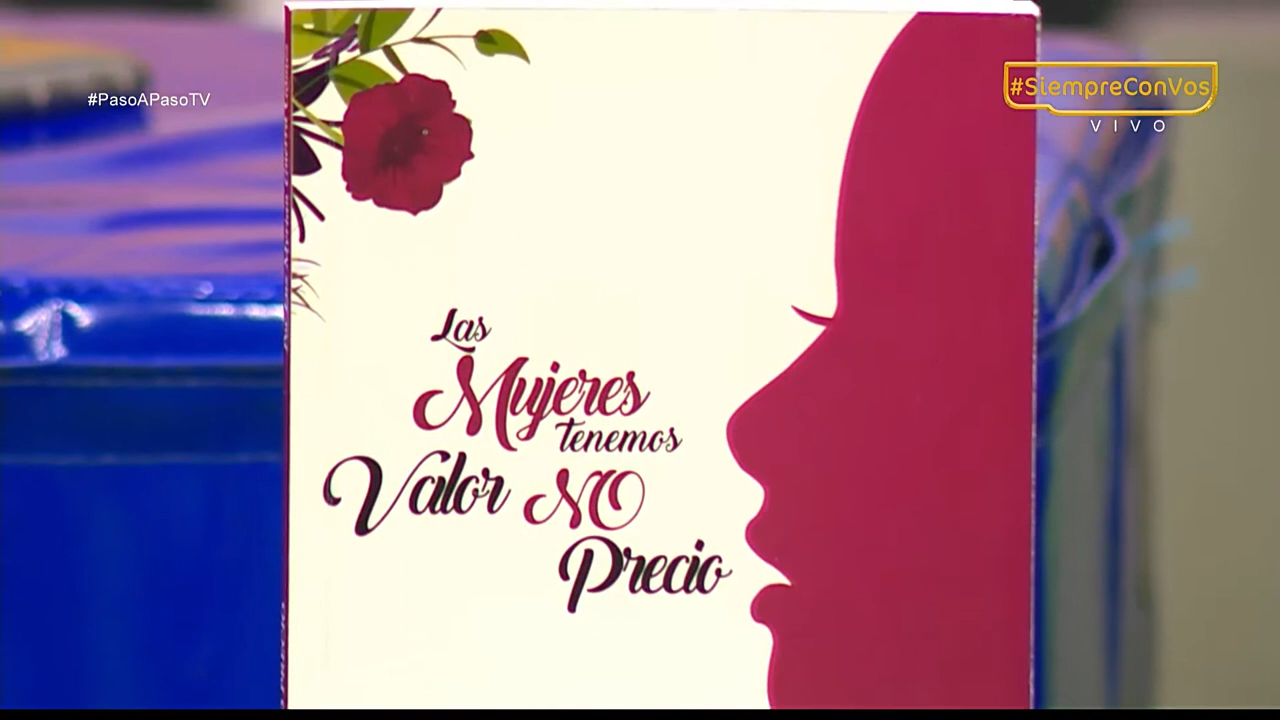 #PasoAPasoTV
#SiempreConVos
VIVO
Las
Mujeres
tenemos
Valor NO
Precio